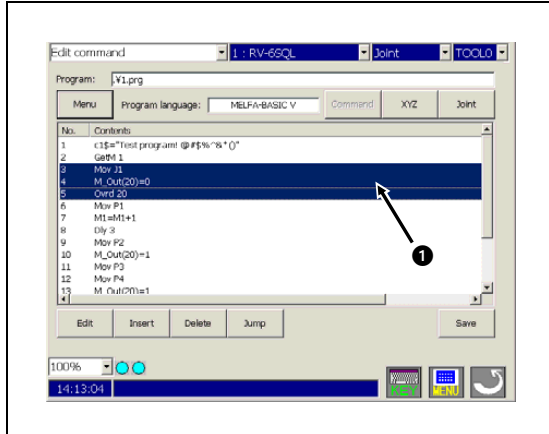 Edit command 1 : RV-6SQL Joint TOOL0
Program: .¥1.prg
Menu Program language: MELFA-BASIC V Command XYZ Joint
No. Contents
1 c1$="Test program! @#$%^&*()"
2 GetM 1
3 Mov J1
4 M_Out(20)=0
5 Ovrd 20
6 Mov P1
7 M1=M1+1
8 Dly 3
9 Mov P2
10 M_Out(20)=1
11 Mov P3
12 Mov P4
13 M_Out(20)=1
1
Edit Insert Delete Jump Save
100%
14:13:04 KEY MENU